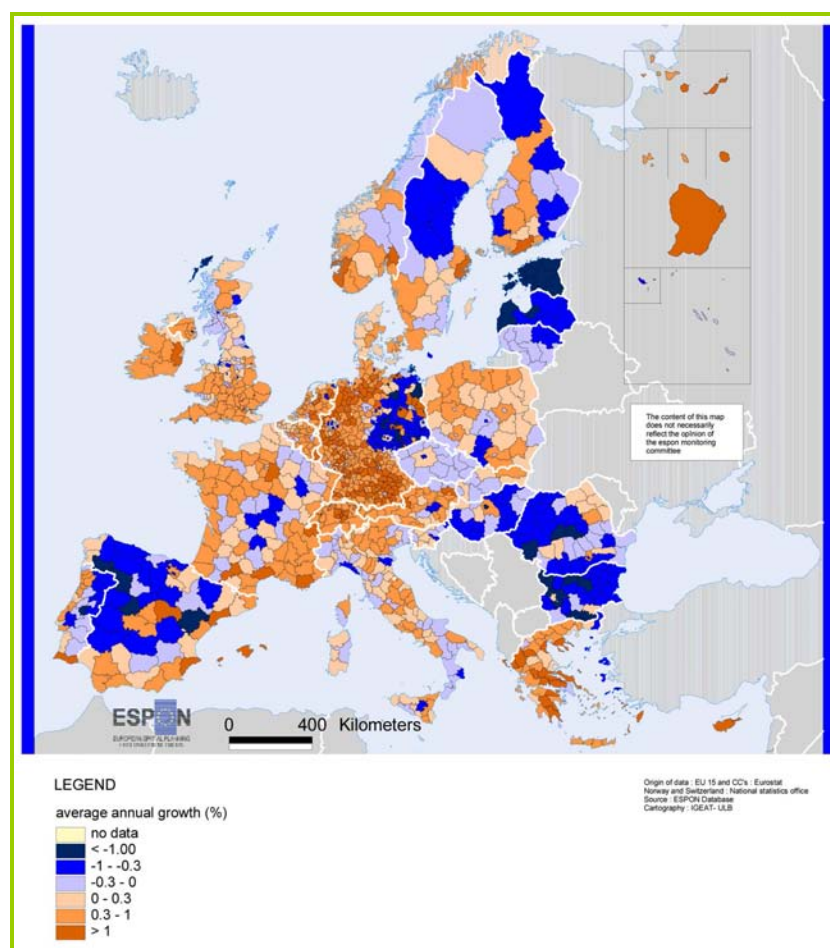 The content of this map
does not necessarily
reflect the opinion of
the espon monitoring
committee
ESPON
0 400 Kilometers
LEGEND
average annual growth (%)
no data
< -1.00
-1 - -0.3
-0.3 - 0
0 - 0.3
0.3 - 1
> 1
Origin of data : EU 15 and CC's : Eurostat
Norway and Switzerland : National statistics office
Source : ESPON Database
Cartography : IGEAT- ULB